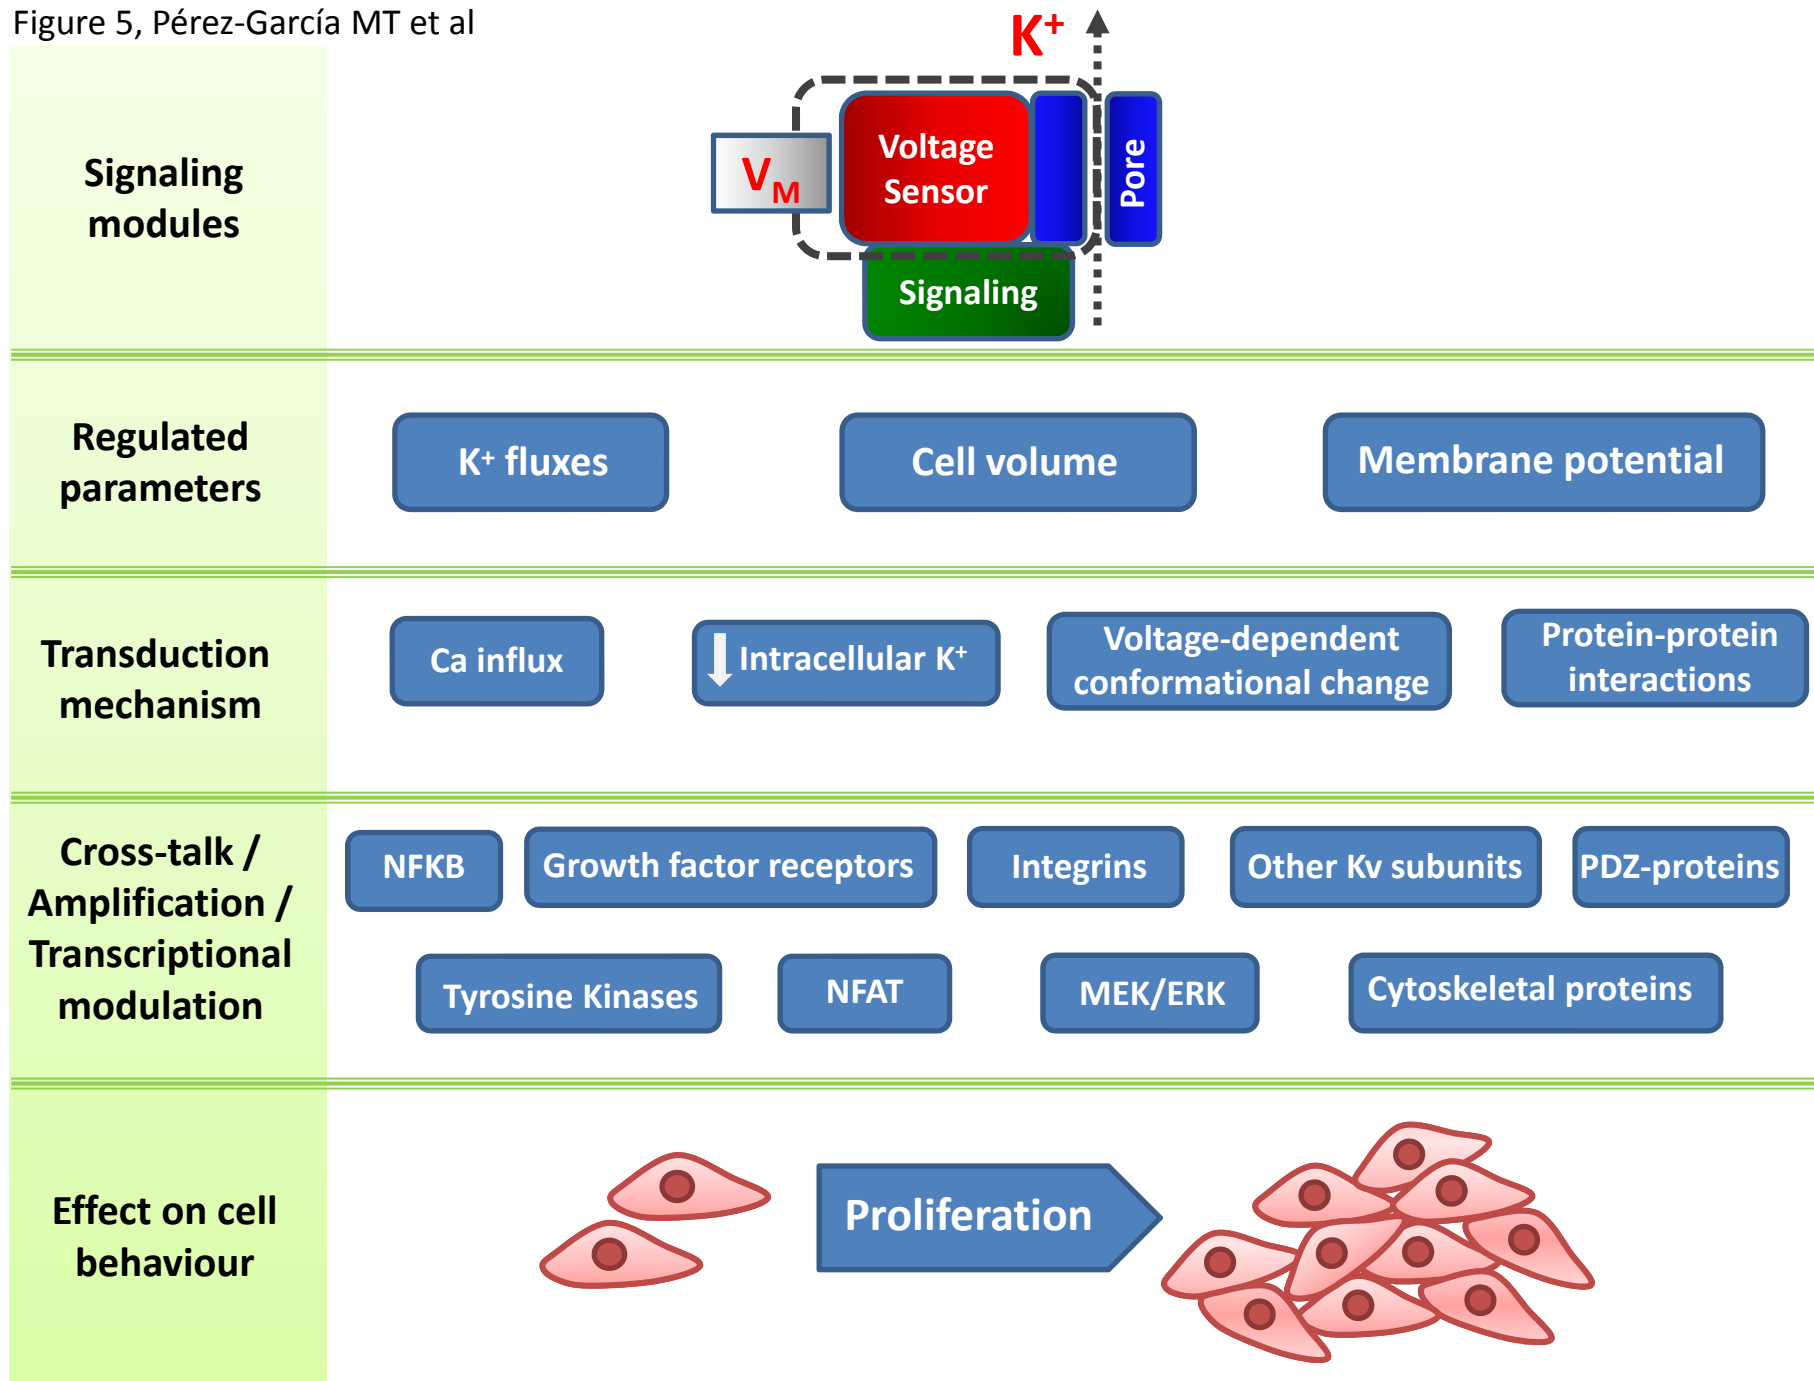 Figure 5, Pérez-García MT et al
K+
Signaling
modules
VM
Voltage
Sensor
Pore
Signaling
Regulated
parameters
K+ fluxes
Cell volume
Membrane potential
Transduction
mechanism
Ca influx
Intracellular K+
Voltage-dependent
conformational change
Protein-protein
interactions
Cross-talk /
Amplification /
Transcriptional
modulation
NFKB
Growth factor receptors
Integrins
Other Kv subunits
PDZ-proteins
Tyrosine Kinases
NFAT
MEK/ERK
Cytoskeletal proteins
Effect on cell
behaviour
Proliferation